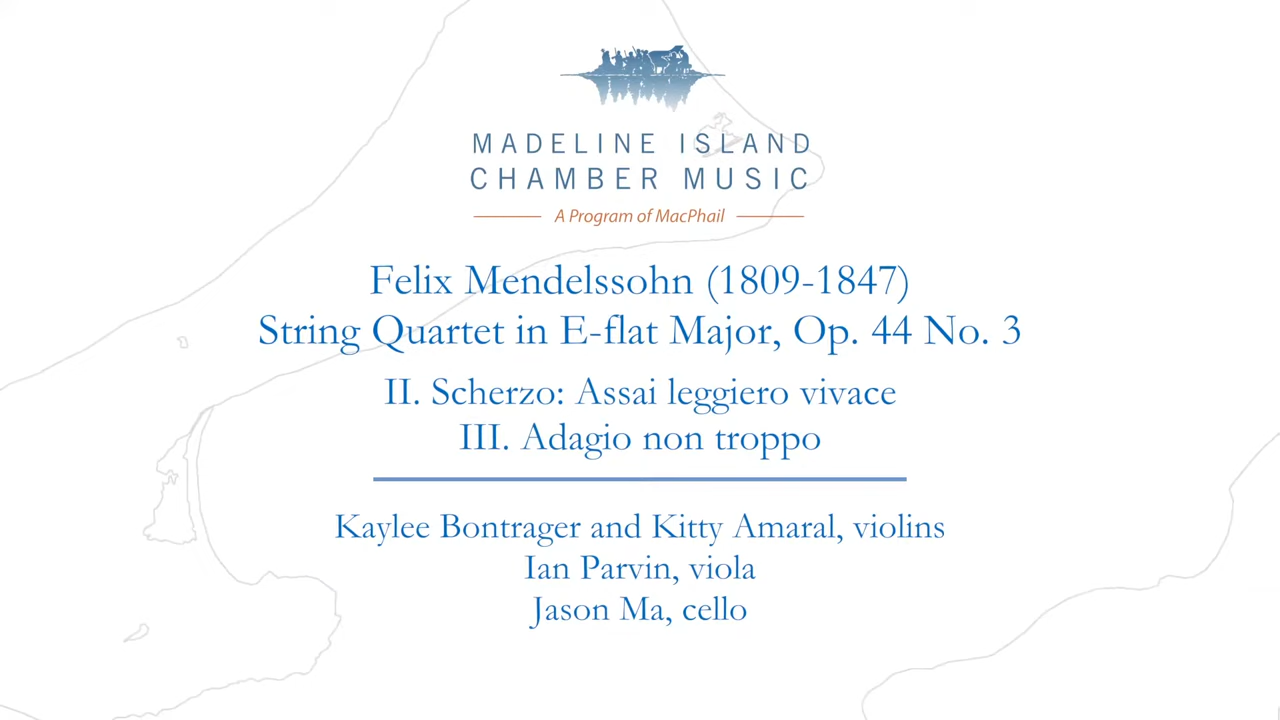 MADELINE ISLAND
CHAMBER MUSIC
A Program of MacPhail
Felix Mendelssohn (1809-1847)
String Quartet in E-flat Major, Op. 44 No. 3
II. Scherzo: Assai leggiero vivace
III. Adagio non troppo
Kaylee Bontrager and Kitty Amaral, violins
Ian Parvin, viola
Jason Ma, cello